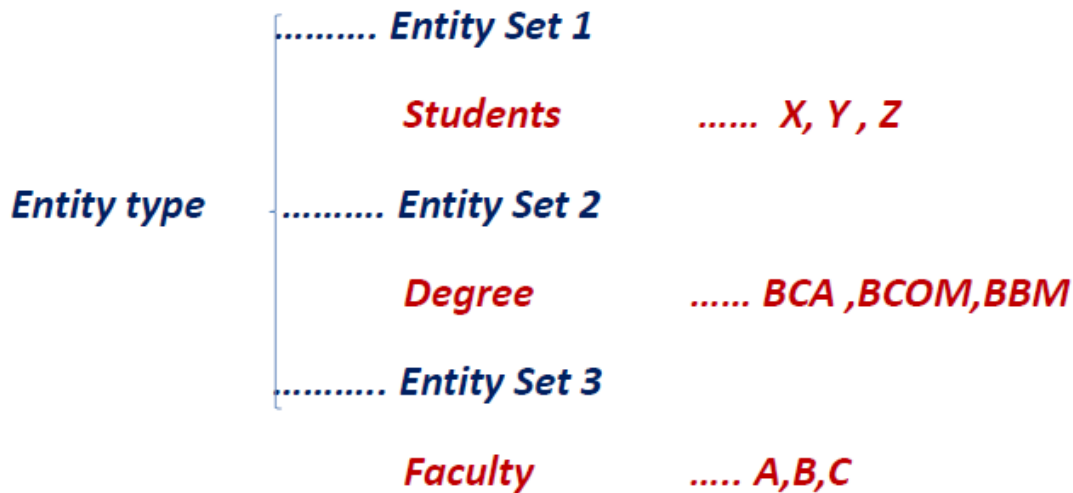 .......... Entity Set 1
Students ...... X, Y , Z
Entity type .......... Entity Set 2
Degree ...... BCA ,BCOM,BBM
........... Entity Set 3
Faculty ..... A,B,C